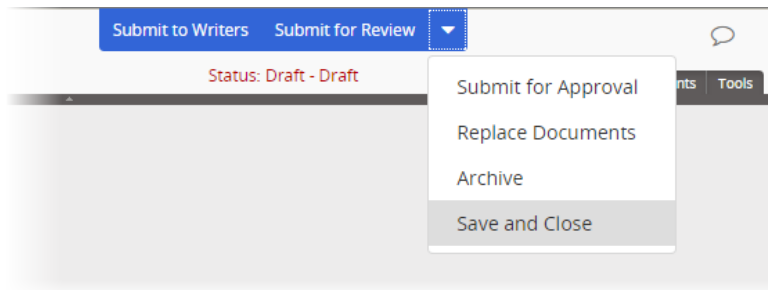 Submit to Writers Submit for Review
Status: Draft - Draft
Submit for Approval
Tools
Replace Documents
Archive
Save and Close